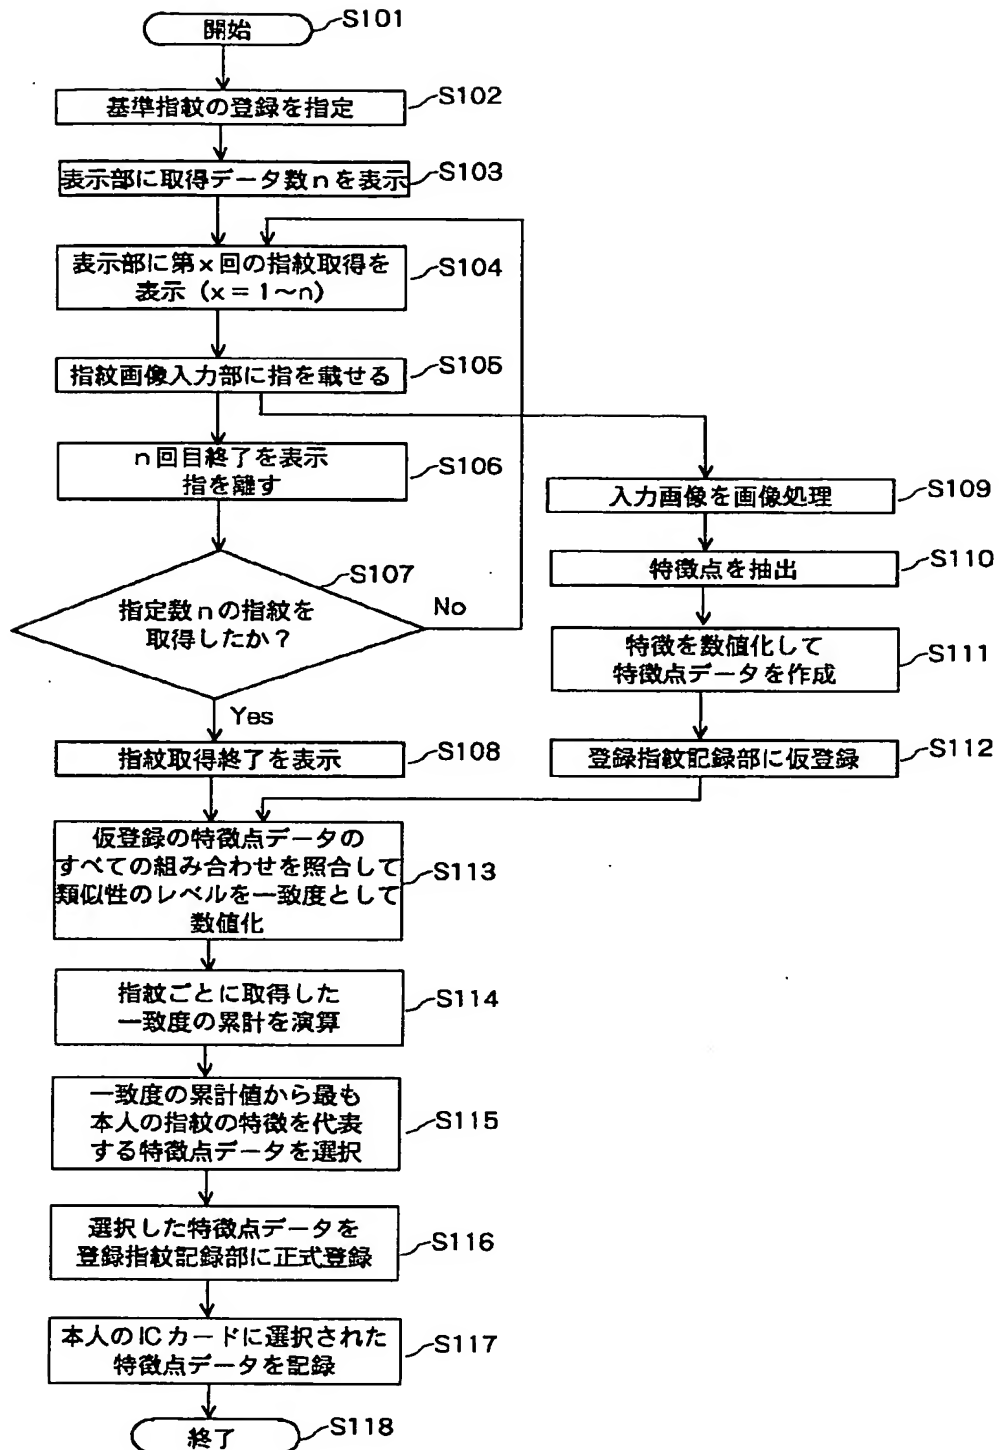 開始
S101
基準指紋の登録を指定
S102
表示部に取得データ数nを表示
S103
表示部に第x回の指紋取得を
表示（x＝1～n）
S104
指紋画像入力部に指を載せる
S105
n回目終了を表示
指を離す
S106
指定数nの指紋を
取得したか？
S107
No
Yes
指紋取得終了を表示
S108
入力画像を画像処理
S109
特徴点を抽出
S110
特徴を数値化して
特徴点データを作成
S111
登録指紋記録部に仮登録
S112
仮登録の特徴点データの
すべての組み合わせを照合して
類似性のレベルを一致度として
数値化
S113
指紋ごとに取得した
一致度の累計を演算
S114
一致度の累計値から最も
本人の指紋の特徴を代表
する特徴点データを選択
S115
選択した特徴点データを
登録指紋記録部に正式登録
S116
本人のICカードに選択された
特徴点データを記録
S117
終了
S118